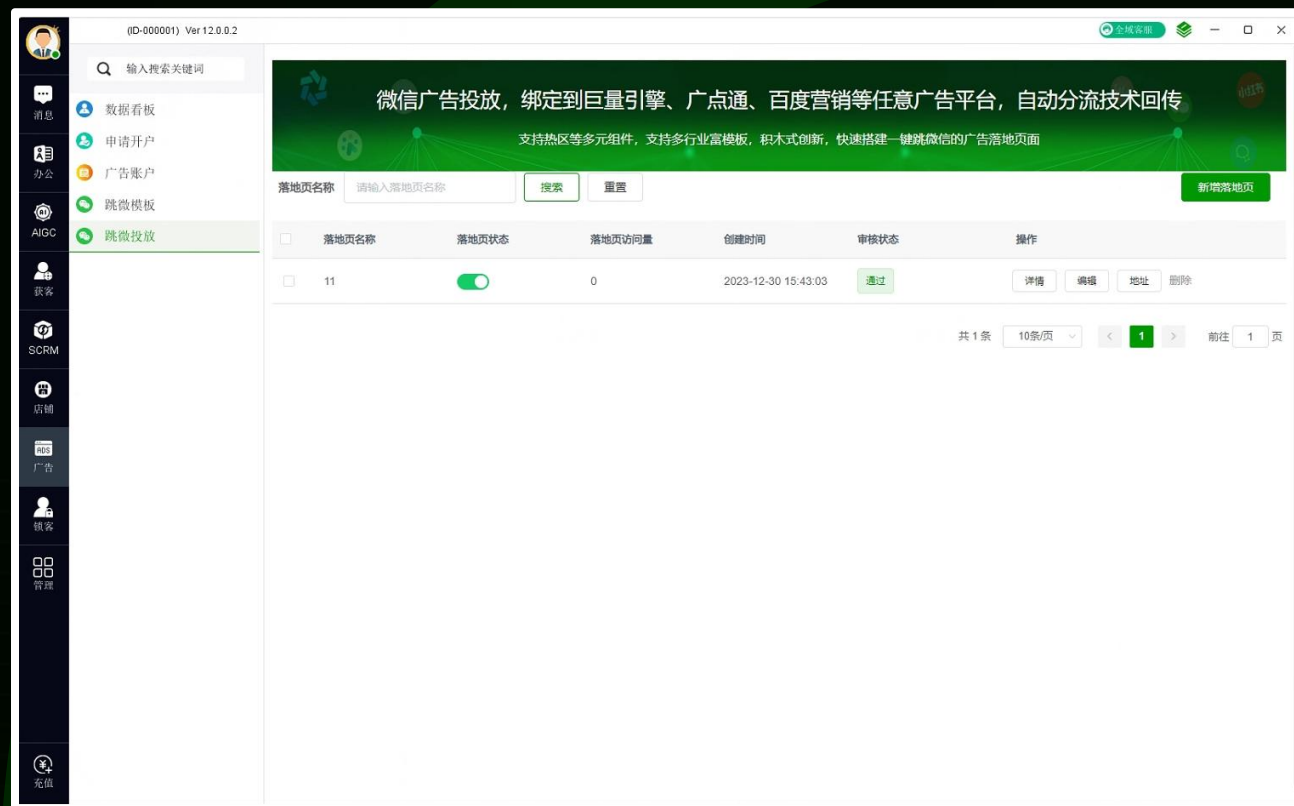 (ID-000001) Ver 12.0.0.2
全域客服
输入搜索关键词
消息
办公
AIGC
获客
SCRM
店铺
ADS
广告
锁客
管理
充值
数据看板
申请开户
广告账户
跳微模板
跳微投放
微信广告投放，绑定到巨量引擎、广点通、百度营销等任意广告平台，自动分流技术回传
小红书
支持热区等多元组件，支持多行业富模板，积木式创新，快速搭建一键跳微信的广告落地页面
落地页名称 请输入落地页名称 搜索 重置 新增落地页
落地页名称 落地页状态 落地页访问量 创建时间 审核状态 操作
11 0 2023-12-30 15:43:03 通过 详情 编辑 地址 删除
共 1 条 10条/页 < 1 > 前往 1 页